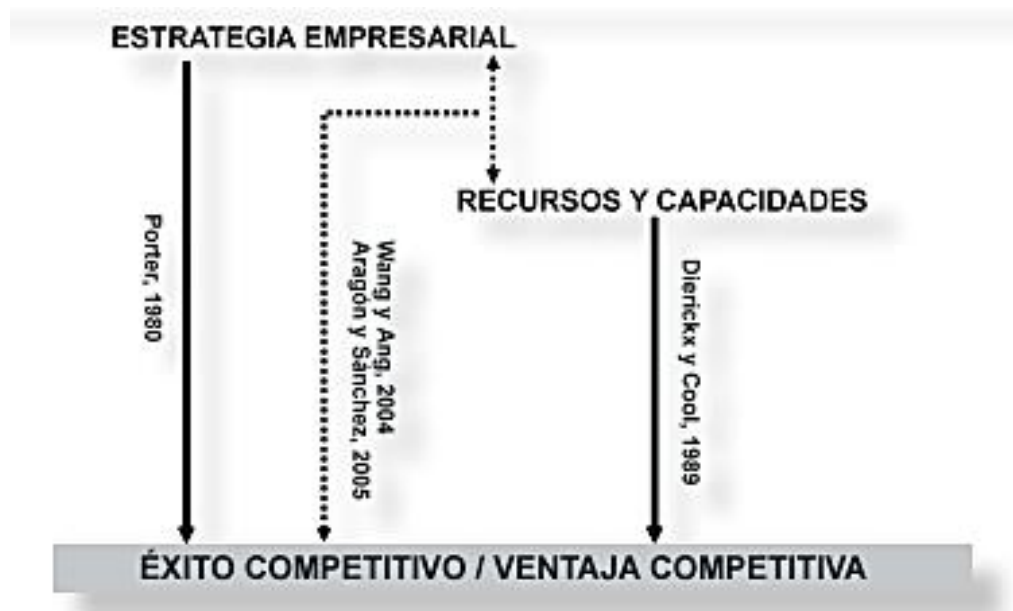 ESTRATEGIA EMPRESARIAL
RECURSOS Y CAPACIDADES
Porter, 1980
Wang y Ang, 2004
Aragón y Sánchez, 2005
Dierickx y Cool, 1989
ÉXITO COMPETITIVO / VENTAJA COMPETITIVA